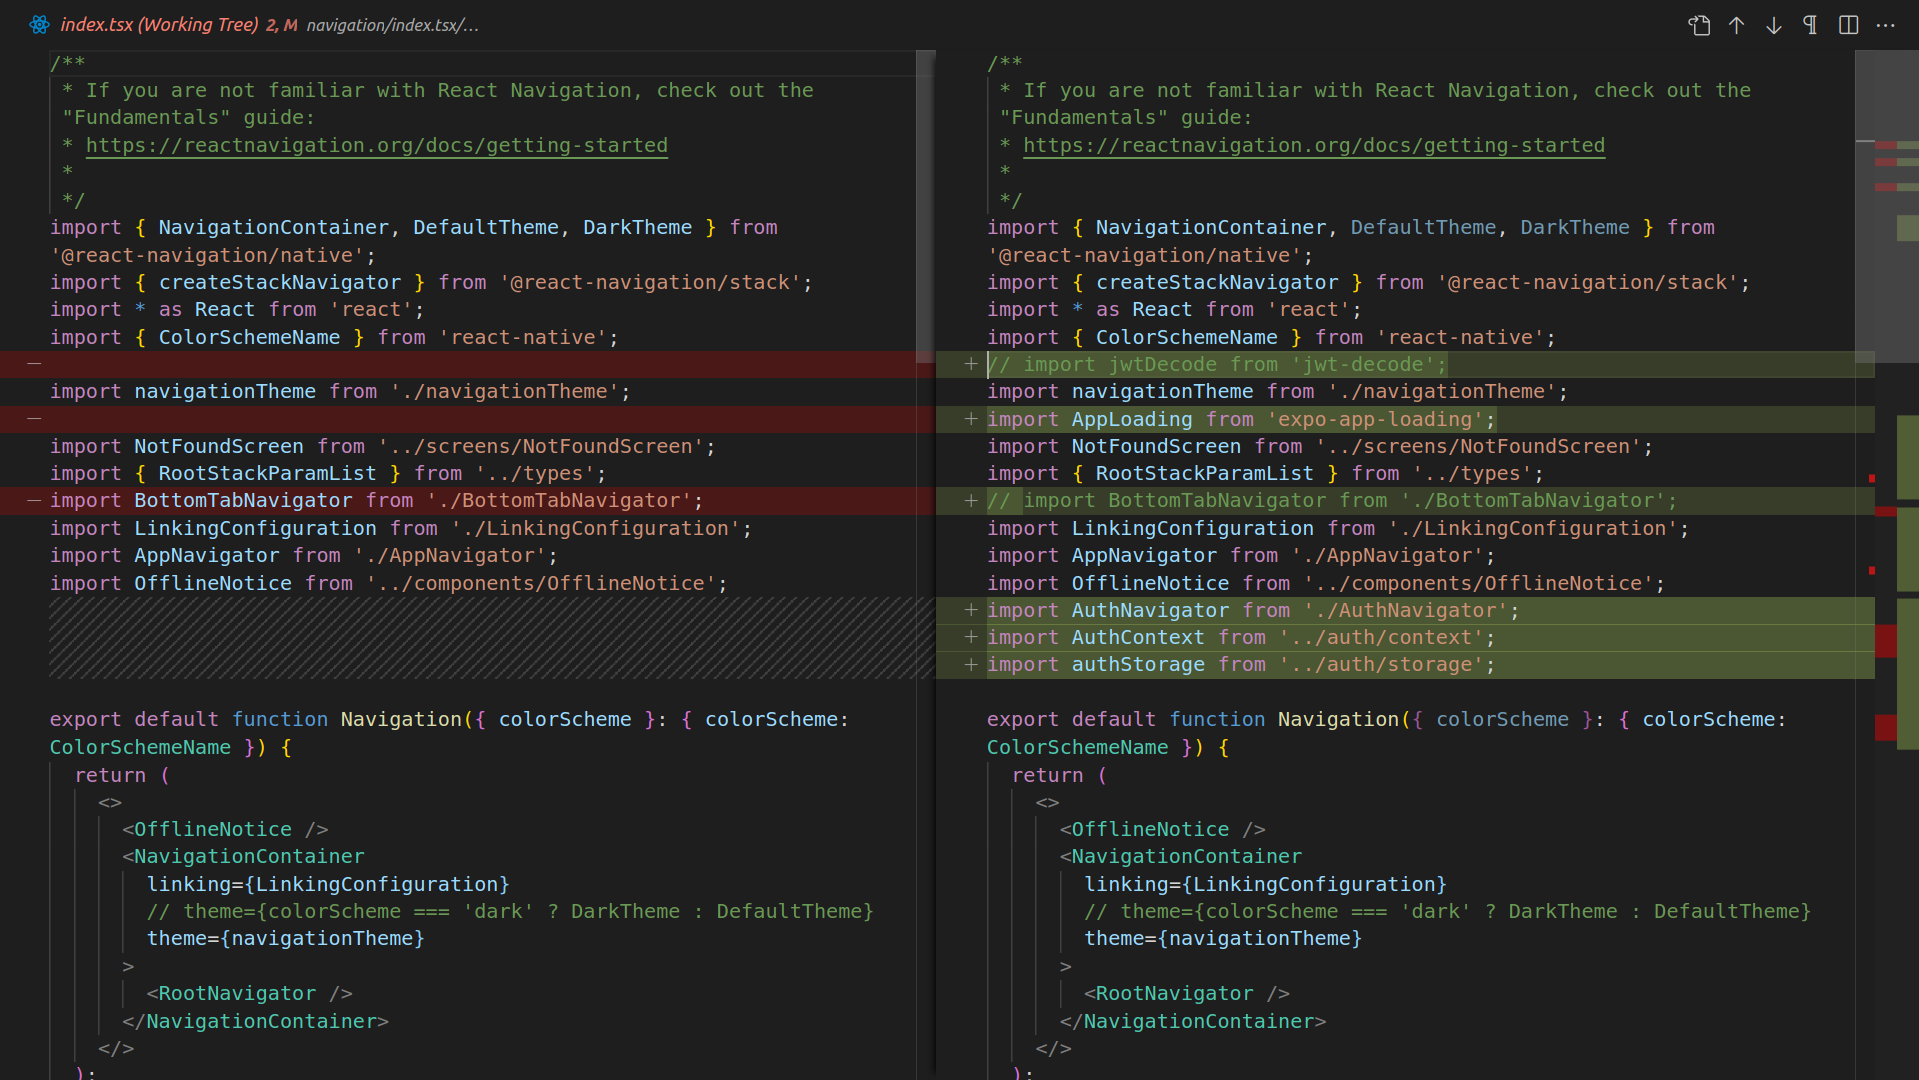 index.tsx (Working Tree) 2, M navigation/index.tsx/...
/**
 * If you are not familiar with React Navigation, check out the
 "Fundamentals" guide:
 * https://reactnavigation.org/docs/getting-started
 *
 */
import { NavigationContainer, DefaultTheme, DarkTheme } from
'@react-navigation/native';
import { createStackNavigator } from '@react-navigation/stack';
import * as React from 'react';
import { ColorSchemeName } from 'react-native';
—
import navigationTheme from './navigationTheme';
—
import NotFoundScreen from '../screens/NotFoundScreen';
import { RootStackParamList } from '../types';
— import BottomTabNavigator from './BottomTabNavigator';
import LinkingConfiguration from './LinkingConfiguration';
import AppNavigator from './AppNavigator';
import OfflineNotice from '../components/OfflineNotice';
export default function Navigation({ colorScheme }: { colorScheme:
ColorSchemeName }) {
  return (
    <>
      <OfflineNotice />
      <NavigationContainer
        linking={LinkingConfiguration}
        // theme={colorScheme === 'dark' ? DarkTheme : DefaultTheme}
        theme={navigationTheme}
      >
        <RootNavigator />
      </NavigationContainer>
    </>
  );
/**
 * If you are not familiar with React Navigation, check out the
 "Fundamentals" guide:
 * https://reactnavigation.org/docs/getting-started
 *
 */
import { NavigationContainer, DefaultTheme, DarkTheme } from
'@react-navigation/native';
import { createStackNavigator } from '@react-navigation/stack';
import * as React from 'react';
import { ColorSchemeName } from 'react-native';
+ // import jwtDecode from 'jwt-decode';
import navigationTheme from './navigationTheme';
+ import AppLoading from 'expo-app-loading';
import NotFoundScreen from '../screens/NotFoundScreen';
import { RootStackParamList } from '../types';
+ // import BottomTabNavigator from './BottomTabNavigator';
import LinkingConfiguration from './LinkingConfiguration';
import AppNavigator from './AppNavigator';
import OfflineNotice from '../components/OfflineNotice';
+ import AuthNavigator from './AuthNavigator';
+ import AuthContext from '../auth/context';
+ import authStorage from '../auth/storage';
export default function Navigation({ colorScheme }: { colorScheme:
ColorSchemeName }) {
  return (
    <>
      <OfflineNotice />
      <NavigationContainer
        linking={LinkingConfiguration}
        // theme={colorScheme === 'dark' ? DarkTheme : DefaultTheme}
        theme={navigationTheme}
      >
        <RootNavigator />
      </NavigationContainer>
    </>
  );